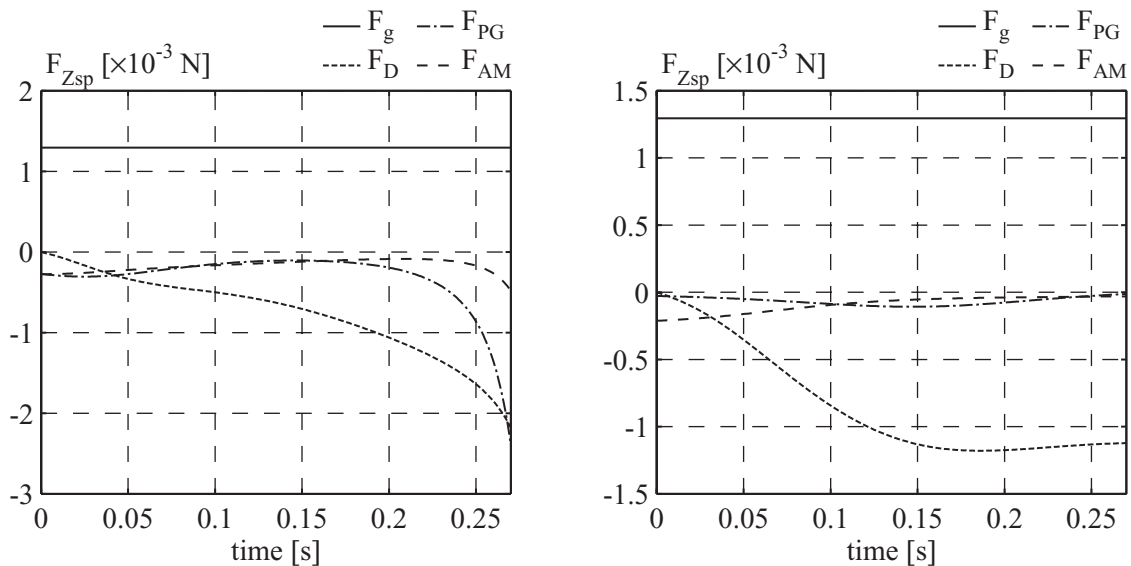 F_g F_PG
F_Zsp [×10^-3 N] F_D F_AM
2
1
0
-1
-2
-3
0 0.05 0.1 0.15 0.2 0.25
time [s]
F_g F_PG
F_Zsp [×10^-3 N] F_D F_AM
1.5
1
0.5
0
-0.5
-1
-1.5
0 0.05 0.1 0.15 0.2 0.25
time [s]